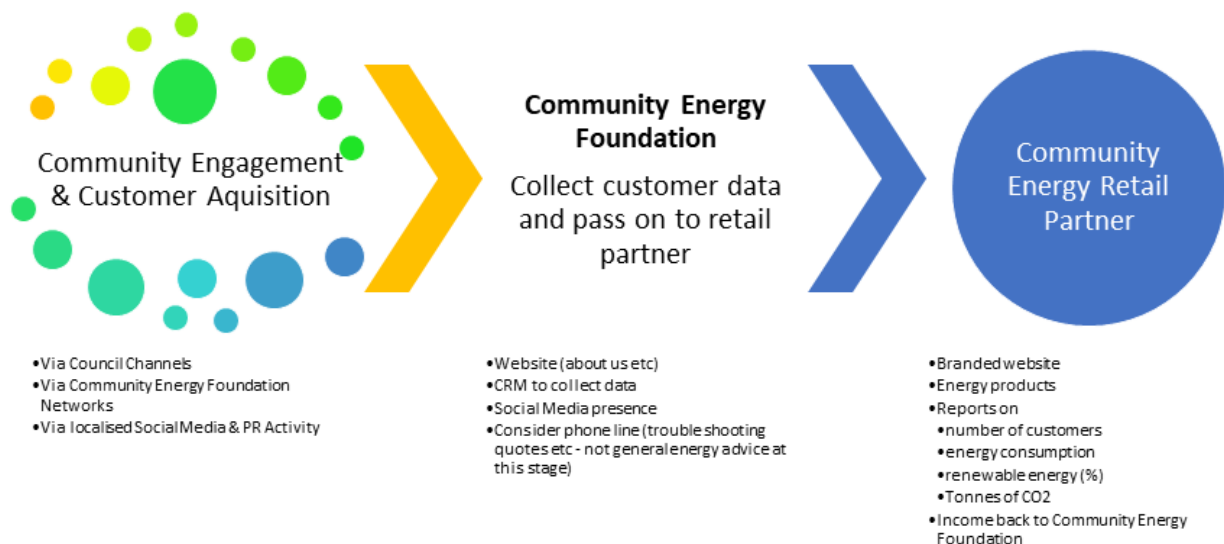 Community Engagement
& Customer Aquisition
•Via Council Channels
•Via Community Energy Foundation
Networks
•Via localised Social Media & PR Activity
Community Energy
Foundation
Collect customer data
and pass on to retail
partner
•Website (about us etc)
•CRM to collect data
•Social Media presence
•Consider phone line (trouble shooting
quotes etc - not general energy advice at
this stage)
Community
Energy Retail
Partner
•Branded website
•Energy products
•Reports on
•number of customers
•energy consumption
•renewable energy (%)
•Tonnes of CO2
•Income back to Community Energy
Foundation